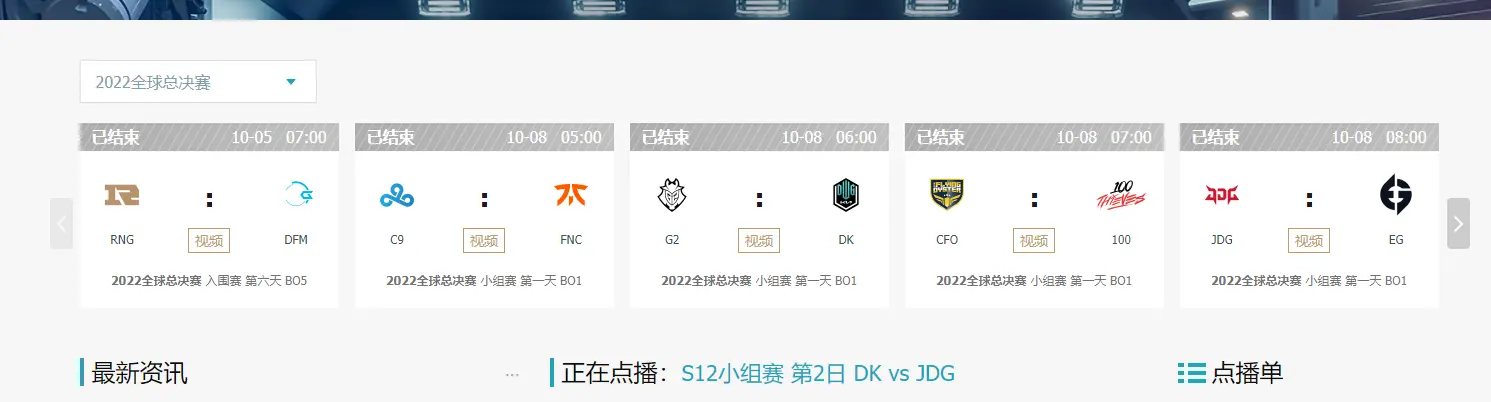 2022全球总决赛
已结束 10-05 07:00
RNG : DFM
视频
2022全球总决赛 入围赛 第六天 BO5
已结束 10-08 05:00
C9 : FNC
视频
2022全球总决赛 小组赛 第一天 BO1
已结束 10-08 06:00
G2 : DK
视频
2022全球总决赛 小组赛 第一天 BO1
已结束 10-08 07:00
FLYING OYSTER
100 THIEVES
CFO : 100
视频
2022全球总决赛 小组赛 第一天 BO1
已结束 10-08 08:00
JDG
JDG : EG
视频
2022全球总决赛 小组赛 第一天 BO1
最新资讯 ...
正在点播：S12小组赛 第2日 DK vs JDG
点播单